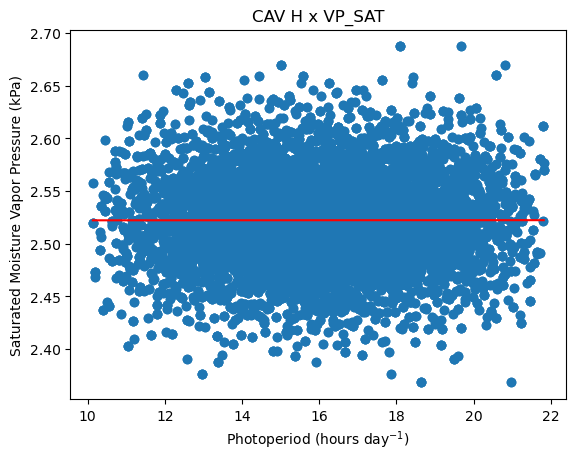 CAV H x VP_SAT
2.70
2.65
2.60
2.55
2.50
2.45
2.40
Saturated Moisture Vapor Pressure (kPa)
10 12 14 16 18 20 22
Photoperiod (hours day⁻¹)